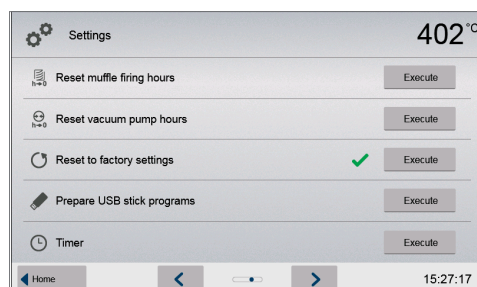 Settings
402°C
Reset muffle firing hours
Execute
h→0
Reset vacuum pump hours
Execute
h→0
Reset to factory settings
Execute
Prepare USB stick programs
Execute
Timer
Execute
Home
15:27:17